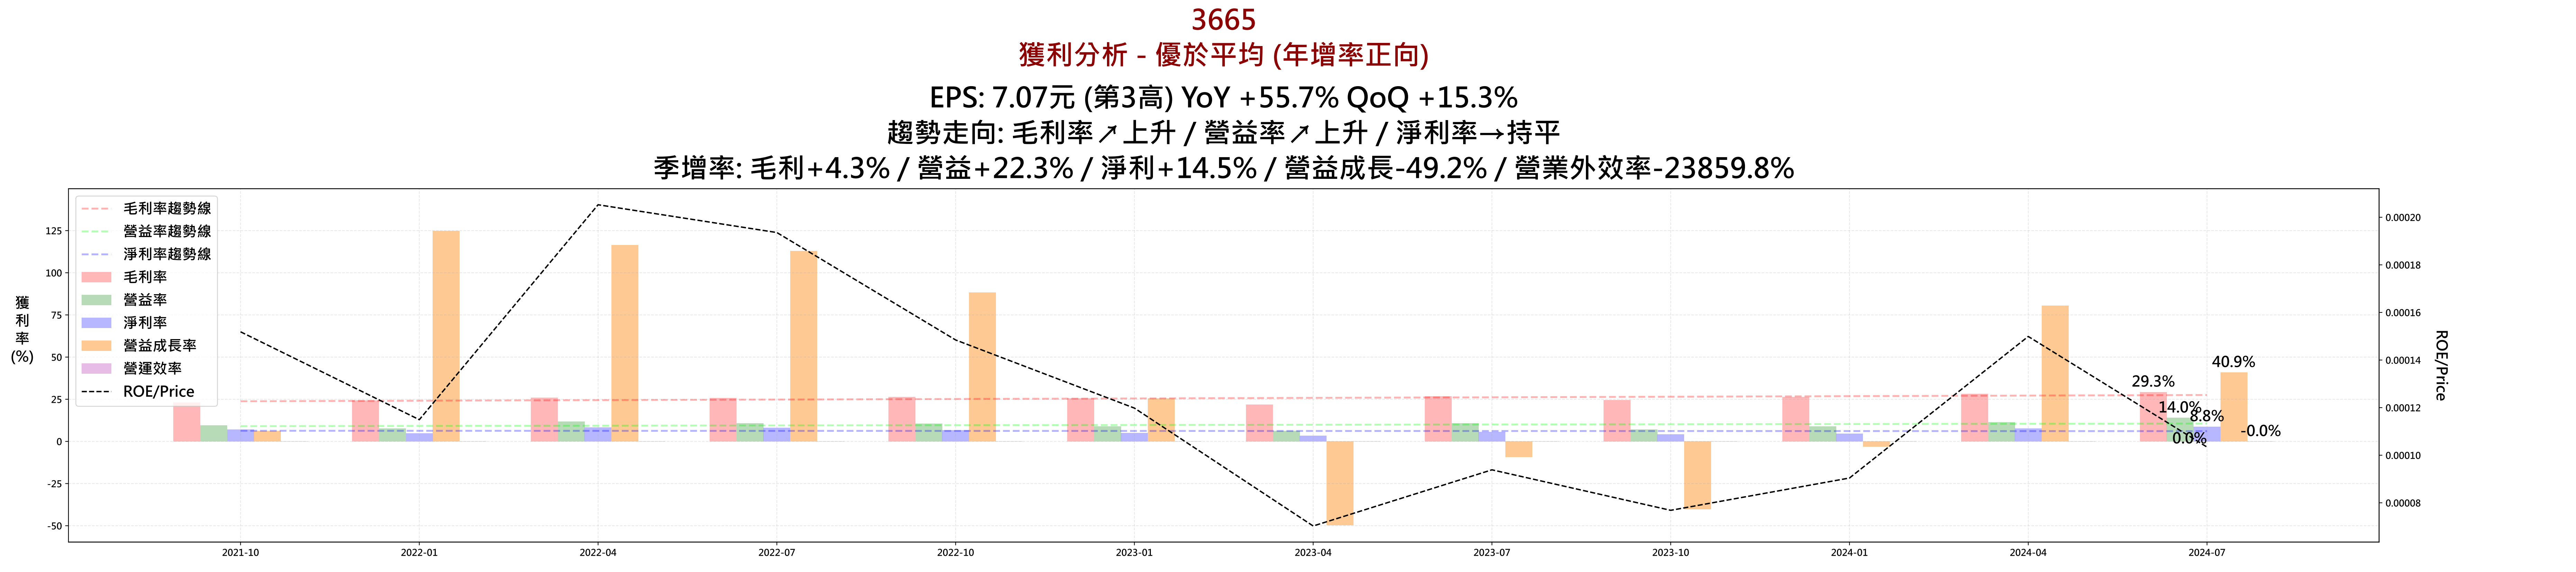 3665
獲利分析 - 優於平均 (年增率正向)
EPS: 7.07元 (第3高) YoY +55.7% QoQ +15.3%
趨勢走向: 毛利率↗上升 / 營益率↗上升 / 淨利率→持平
季增率: 毛利+4.3% / 營益+22.3% / 淨利+14.5% / 營益成長-49.2% / 營業外效率-23859.8%
獲利率(%)
125
100
75
50
25
0
-25
-50
毛利率趨勢線
營益率趨勢線
淨利率趨勢線
毛利率
營益率
淨利率
營益成長率
營運效率
ROE/Price
40.9%
29.3%
14.0%
8.8%
-0.0%
0.0%
0.00020
0.00018
0.00016
0.00014
0.00012
0.00010
0.00008
ROE/Price
2021-10
2022-01
2022-04
2022-07
2022-10
2023-01
2023-04
2023-07
2023-10
2024-01
2024-04
2024-07